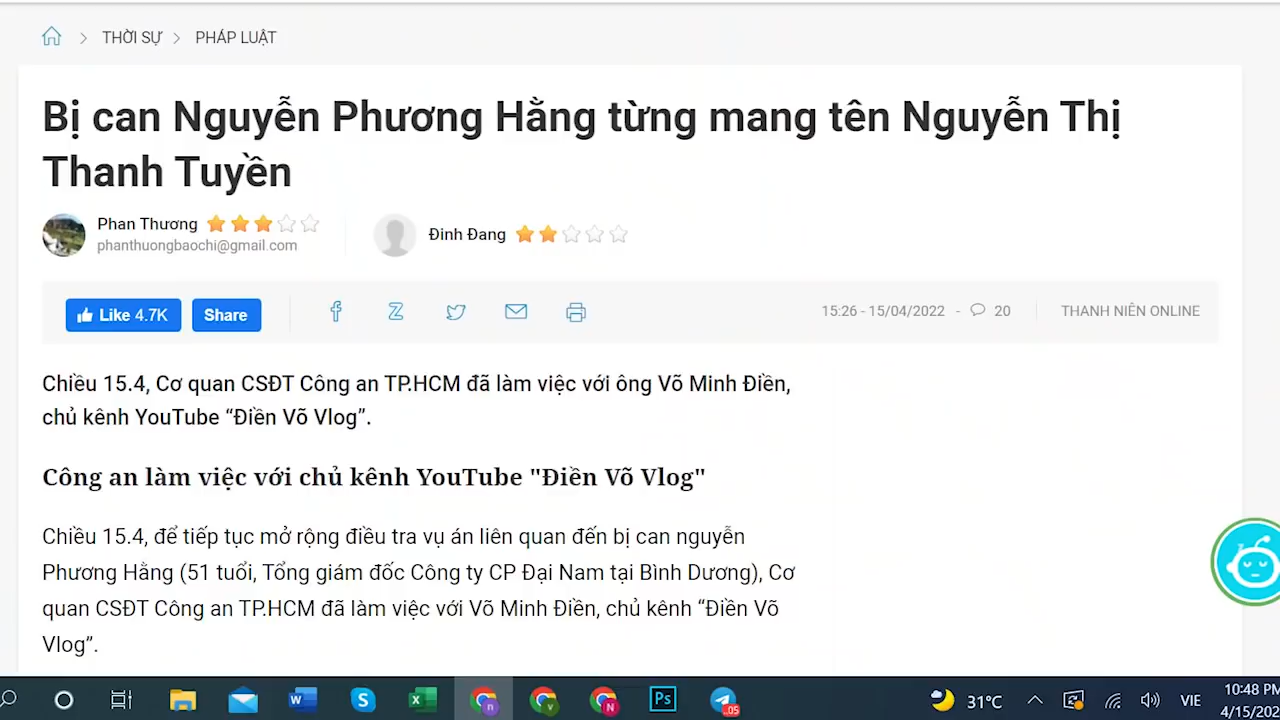 THỜI SỰ > PHÁP LUẬT
Bị can Nguyễn Phương Hằng từng mang tên Nguyễn Thị
Thanh Tuyền
Phan Thương
phanthuongbaochi@gmail.com
Đình Đang
Like 4.7K
Share
15:26 - 15/04/2022 - 20
THANH NIÊN ONLINE
Chiều 15.4, Cơ quan CSĐT Công an TP.HCM đã làm việc với ông Võ Minh Điền,
chủ kênh YouTube “Điền Võ Vlog”.
Công an làm việc với chủ kênh YouTube "Điền Võ Vlog"
Chiều 15.4, để tiếp tục mở rộng điều tra vụ án liên quan đến bị can nguyễn
Phương Hằng (51 tuổi, Tổng giám đốc Công ty CP Đại Nam tại Bình Dương), Cơ
quan CSĐT Công an TP.HCM đã làm việc với Võ Minh Điền, chủ kênh “Điền Võ
Vlog”.
31°C
VIE
10:48 PM
4/15/202